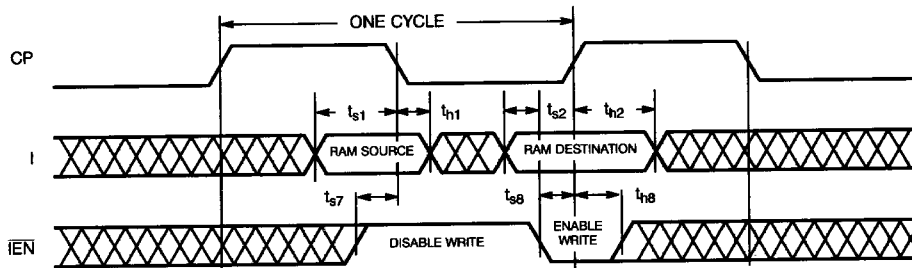 ONE CYCLE
CP
ts1 th1 ts2 th2
I RAM SOURCE RAM DESTINATION
ts7 ts8 th8
IEN DISABLE WRITE ENABLE WRITE